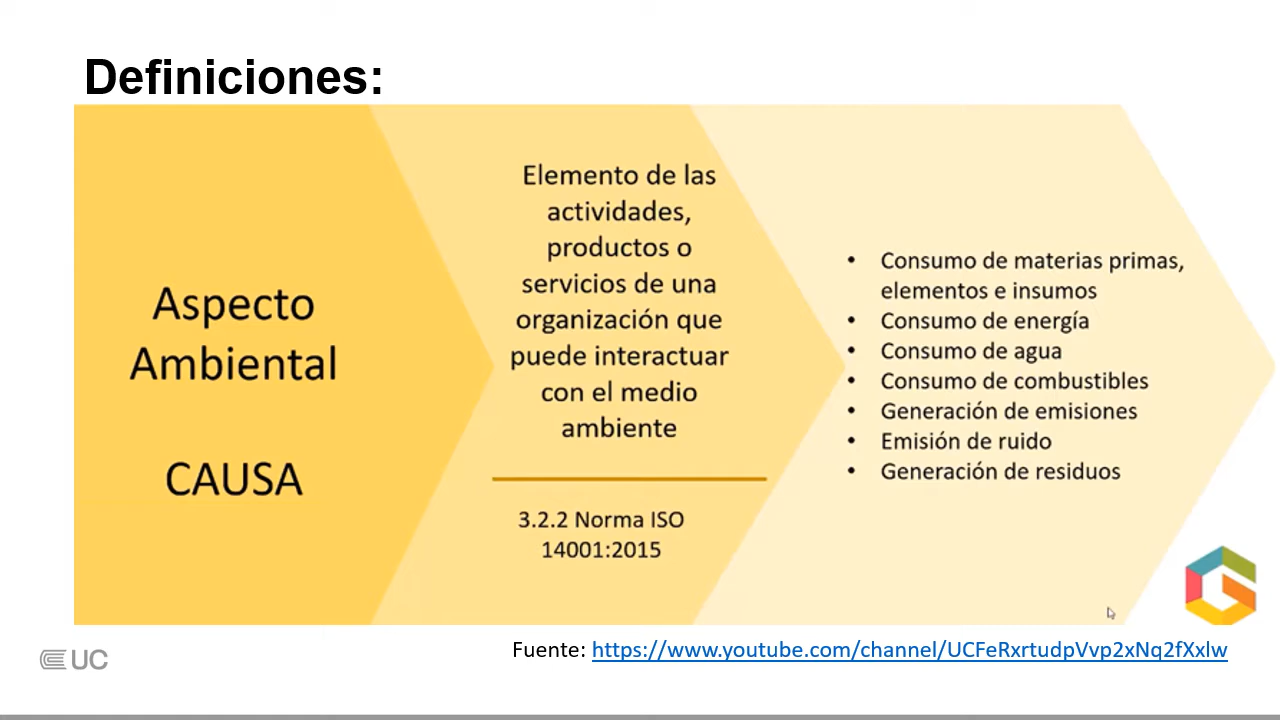 Definiciones:
Aspecto
Ambiental
CAUSA
Elemento de las
actividades,
productos o
servicios de una
organización que
puede interactuar
con el medio
ambiente
3.2.2 Norma ISO
14001:2015
• Consumo de materias primas,
elementos e insumos
• Consumo de energía
• Consumo de agua
• Consumo de combustibles
• Generación de emisiones
• Emisión de ruido
• Generación de residuos
Fuente: https://www.youtube.com/channel/UCFeRxrtudpVvp2xNq2fXxlw
UC